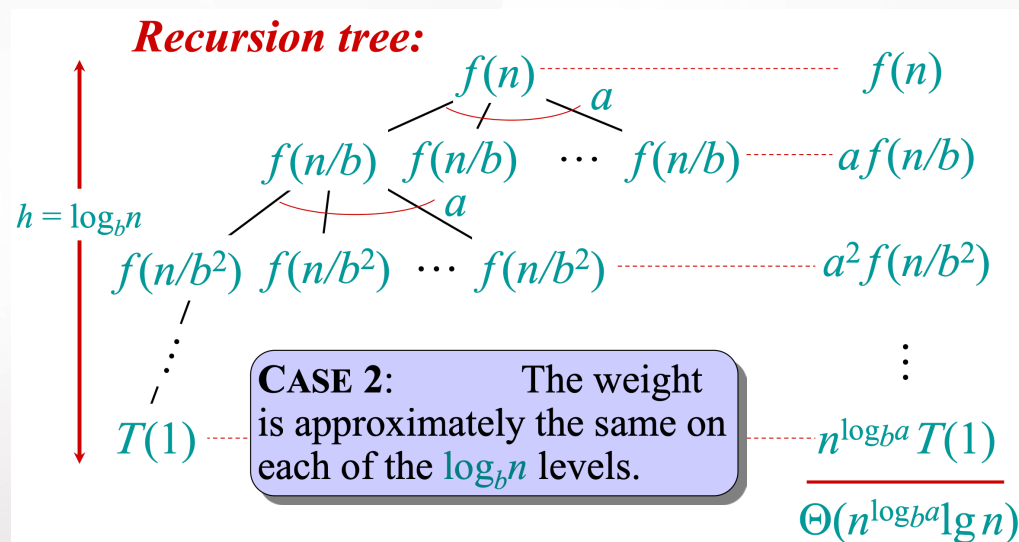 Recursion tree:
f(n) f(n)
a
f(n/b) f(n/b) ⋯ f(n/b) a f(n/b)
h = log_b n
a
f(n/b²) f(n/b²) ⋯ f(n/b²) a² f(n/b²)
⋮ ⋮
CASE 2: The weight
is approximately the same on
each of the log_b n levels.
T(1) n^{log_b a} T(1)
Θ(n^{log_b a} lg n)